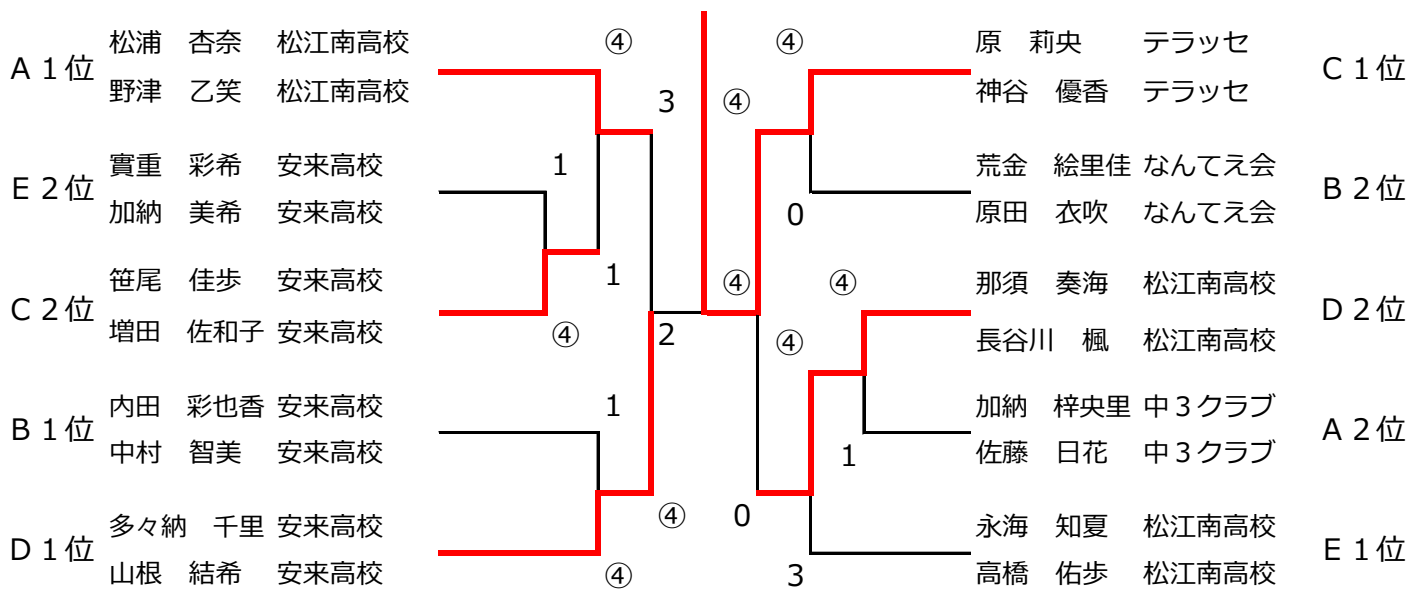 A1位
松浦 杏奈 松江南高校
野津 乙笑 松江南高校
E2位
實重 彩希 安来高校
加納 美希 安来高校
C2位
笹尾 佳歩 安来高校
増田 佐和子 安来高校
B1位
内田 彩也香 安来高校
中村 智美 安来高校
D1位
多々納 千里 安来高校
山根 結希 安来高校
④
3
1
1
④
2
1
④
④
④
④
④
0
④
④
1
0
3
原 莉央 テラッセ
神谷 優香 テラッセ
C1位
荒金 絵里佳 なんてえ会
原田 衣吹 なんてえ会
B2位
那須 奏海 松江南高校
長谷川 楓 松江南高校
D2位
加納 梓央里 中3クラブ
佐藤 日花 中3クラブ
A2位
永海 知夏 松江南高校
高橋 佑歩 松江南高校
E1位